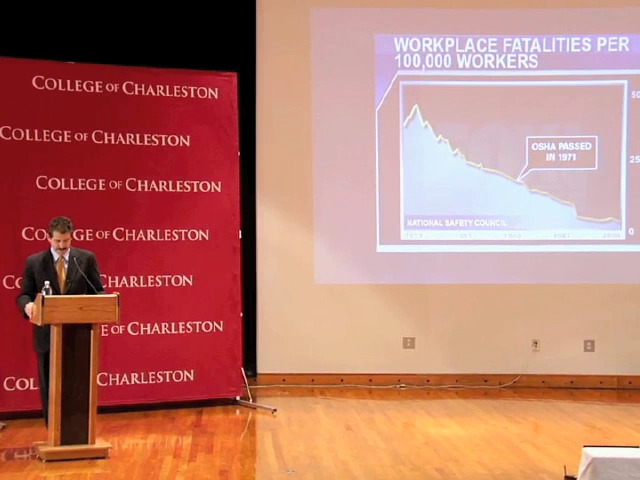 COLLEGE OF CHARLESTON
COLLEGE OF CHARLESTON
COLLEGE OF CHARLESTON
COLLEGE OF CHARLESTON
CHARLESTON
OF CHARLESTON
COL CHARLESTON
WORKPLACE FATALITIES PER
100,000 WORKERS
50
OSHA PASSED
IN 1971
25
NATIONAL SAFETY COUNCIL
0